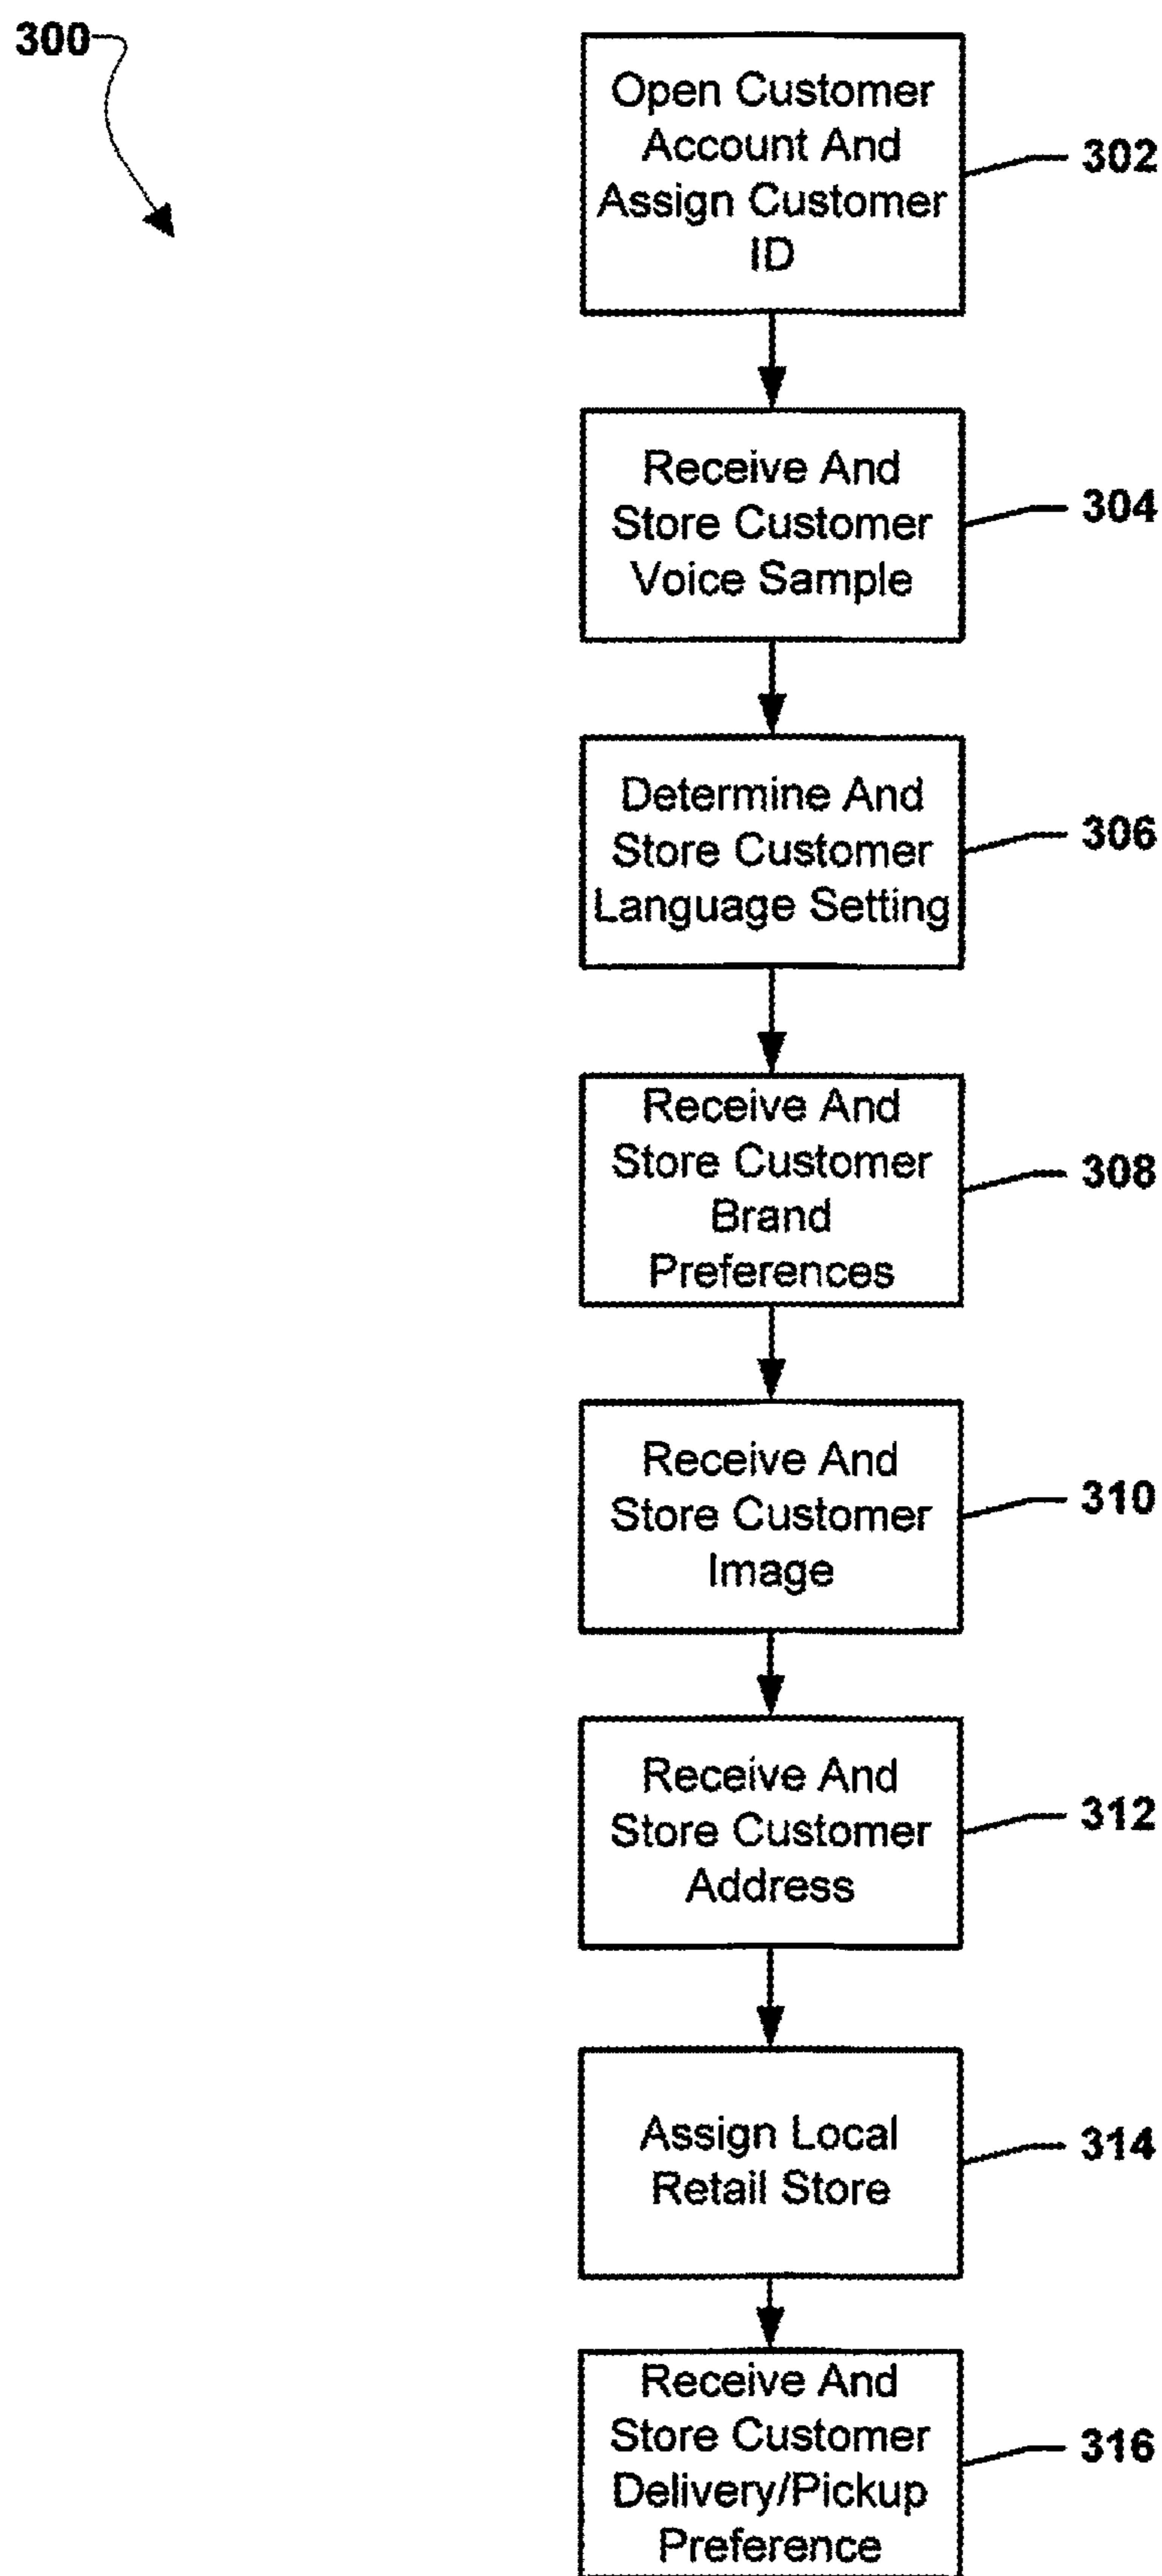 300
Open Customer
Account And
Assign Customer
ID
302
Receive And
Store Customer
Voice Sample
304
Determine And
Store Customer
Language Setting
306
Receive And
Store Customer
Brand
Preferences
308
Receive And
Store Customer
Image
310
Receive And
Store Customer
Address
312
Assign Local
Retail Store
314
Receive And
Store Customer
Delivery/Pickup
Preference
316